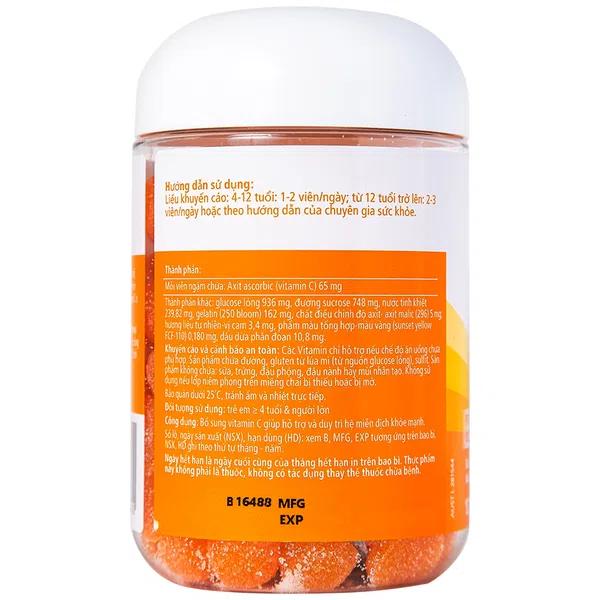 Hướng dẫn sử dụng:
Liều khuyến cáo: 4-12 tuổi: 1-2 viên/ngày; từ 12 tuổi trở lên: 2-3
viên/ngày hoặc theo hướng dẫn của chuyên gia sức khỏe.
Thành phần:
Mỗi viên ngậm chứa: Axit ascorbic (vitamin C) 65 mg
Thành phần khác: glucose lỏng 936 mg, đường sucrose 748 mg, nước tinh khiết
239,82 mg, gelatin (250 bloom) 162 mg, chất điều chỉnh độ axit- axit malic (296) 5 mg,
hương liệu tự nhiên-vị cam 3,4 mg, phẩm màu tổng hợp-màu vàng (sunset yellow
FCF-110) 0,180 mg, dầu dừa phân đoạn 10,8 mg.
Khuyến cáo và cảnh báo an toàn: Các Vitamin chỉ hỗ trợ nếu chế độ ăn uống chưa
phù hợp. Sản phẩm chứa đường, gluten từ lúa mì (từ nguồn glucose lỏng), sulfit. Sản
phẩm không chứa: sữa, trứng, đậu phộng, đậu nành hay mùi nhân tạo. Không sử
dụng nếu lớp niêm phong trên miệng chai bị thiếu hoặc bị mở.
Bảo quản dưới 25°C, tránh ẩm và nhiệt trực tiếp.
Đối tượng sử dụng: trẻ em ≥ 4 tuổi & người lớn
Công dụng: Bổ sung vitamin C giúp hỗ trợ và duy trì hệ miễn dịch khỏe mạnh.
Số lô, ngày sản xuất (NSX), hạn dùng (HD): xem B, MFG, EXP tương ứng trên bao bì.
NSX, HD ghi theo thứ tự tháng - năm.
Ngày hết hạn là ngày cuối cùng của tháng hết hạn in trên bao bì. Thực phẩm
này không phải là thuốc, không có tác dụng thay thế thuốc chữa bệnh.
B 16488 MFG
EXP